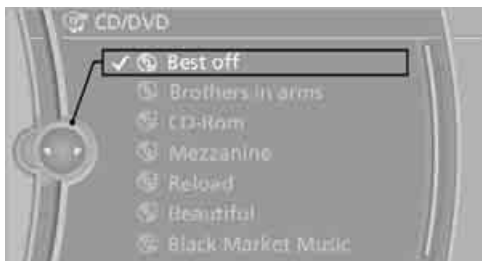 CD/DVD
Best off
Brothers in arms
CD-Rom
Mezzanine
Reload
Beautiful
Black Market Music